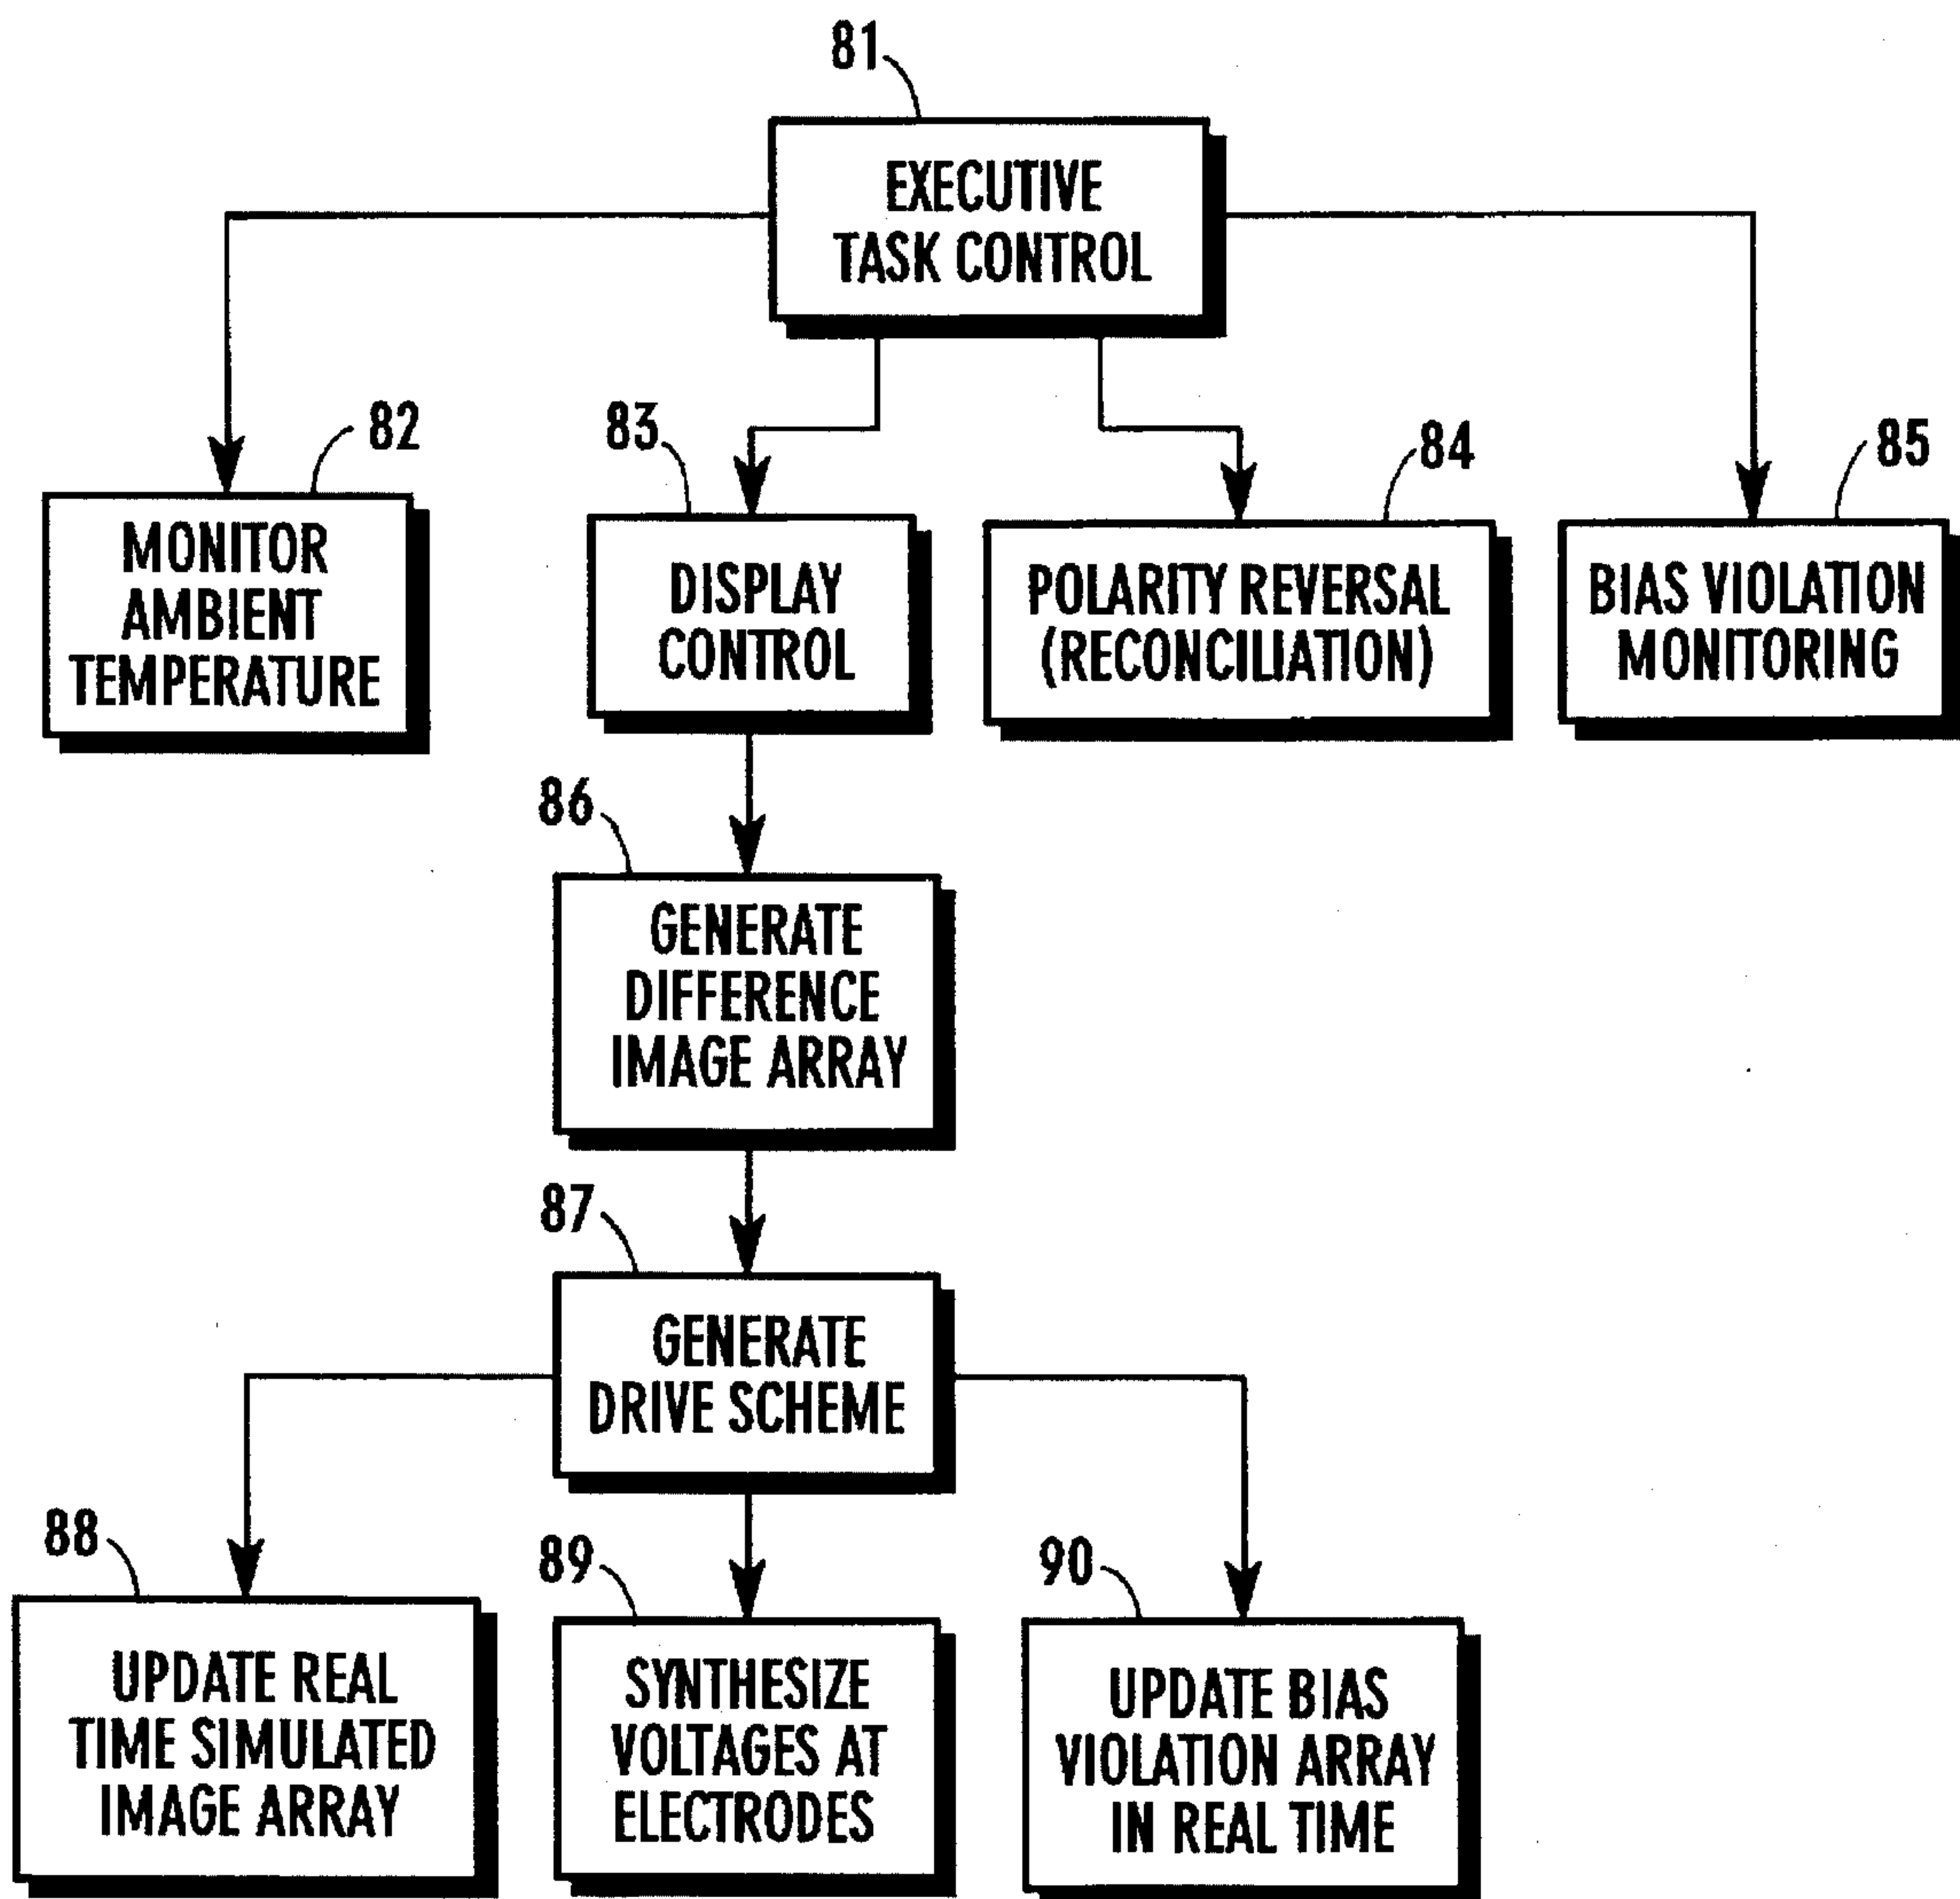 81
EXECUTIVE
TASK CONTROL
82
MONITOR
AMBIENT
TEMPERATURE
83
DISPLAY
CONTROL
84
POLARITY REVERSAL
(RECONCILIATION)
85
BIAS VIOLATION
MONITORING
86
GENERATE
DIFFERENCE
IMAGE ARRAY
87
GENERATE
DRIVE SCHEME
88
UPDATE REAL
TIME SIMULATED
IMAGE ARRAY
89
SYNTHESIZE
VOLTAGES AT
ELECTRODES
90
UPDATE BIAS
VIOLATION ARRAY
IN REAL TIME